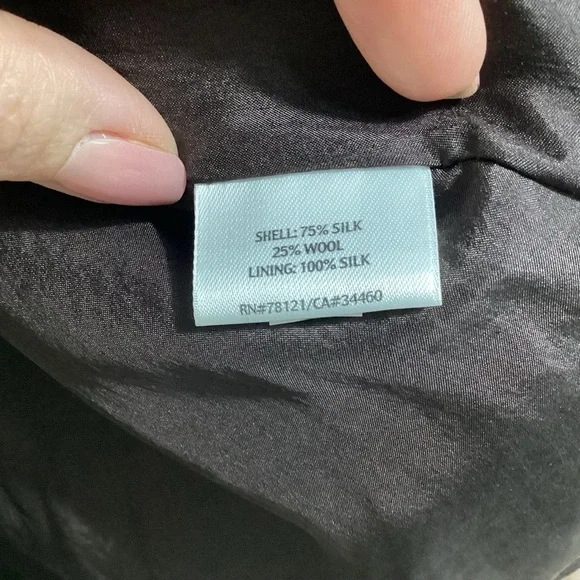 SHELL: 75% SILK
25% WOOL
LINING: 100% SILK
RN#78121/CA#34460